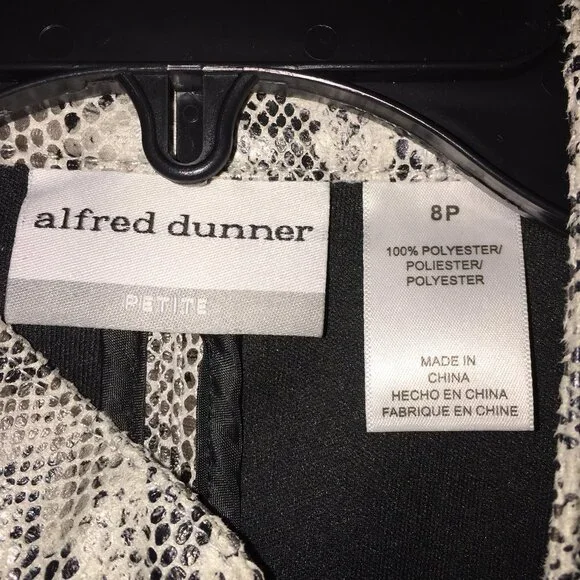 alfred dunner
PETITE
8P
100% POLYESTER/
POLIESTER/
POLYESTER
MADE IN
CHINA
HECHO EN CHINA
FABRIQUE EN CHINE